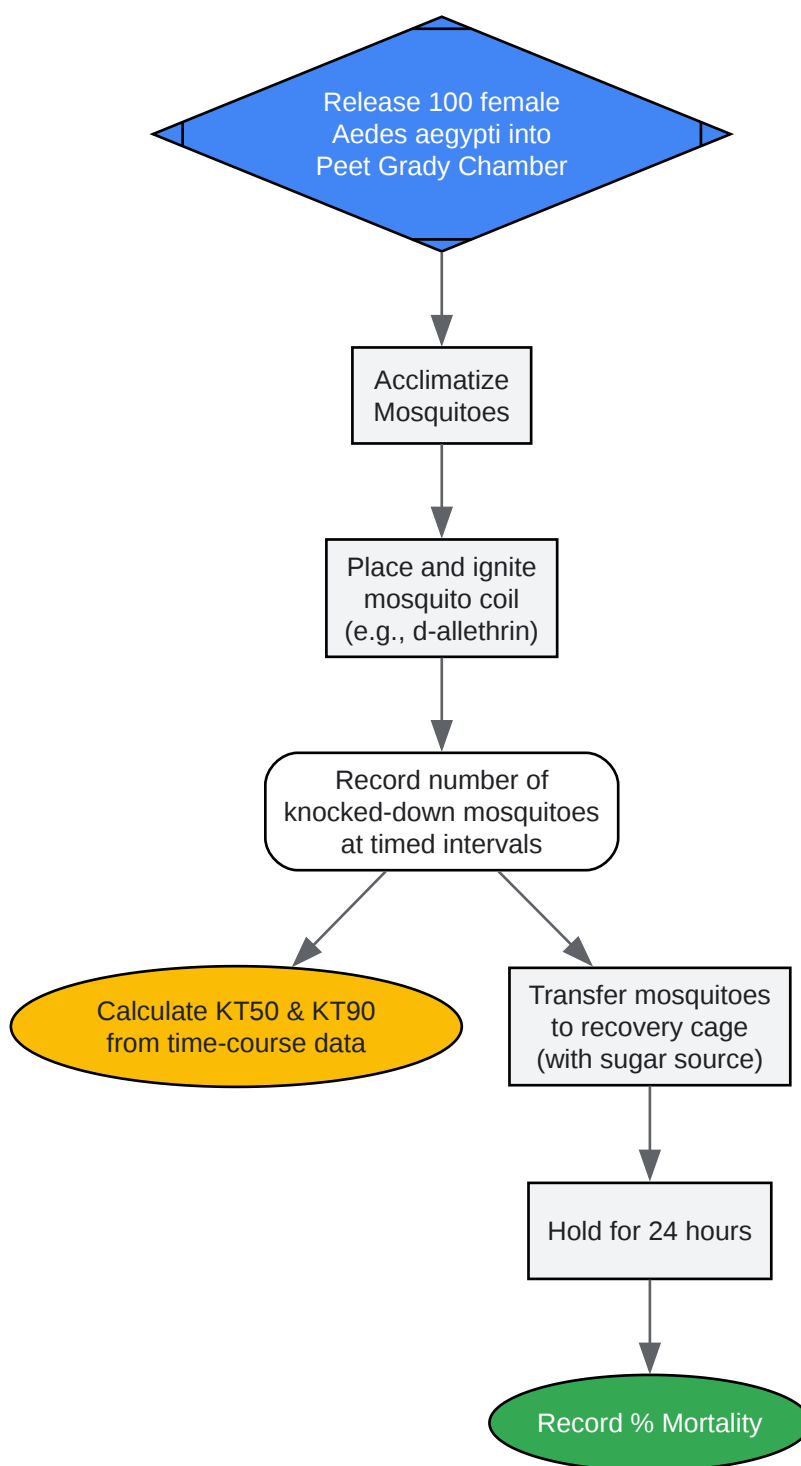 Release 100 female
Aedes aegypti into
Peet Grady Chamber
Acclimatize
Mosquitoes
Place and ignite
mosquito coil
(e.g., d-allethrin)
Record number of
knocked-down mosquitoes
at timed intervals
Calculate KT50 & KT90
from time-course data
Transfer mosquitoes
to recovery cage
(with sugar source)
Hold for 24 hours
Record % Mortality